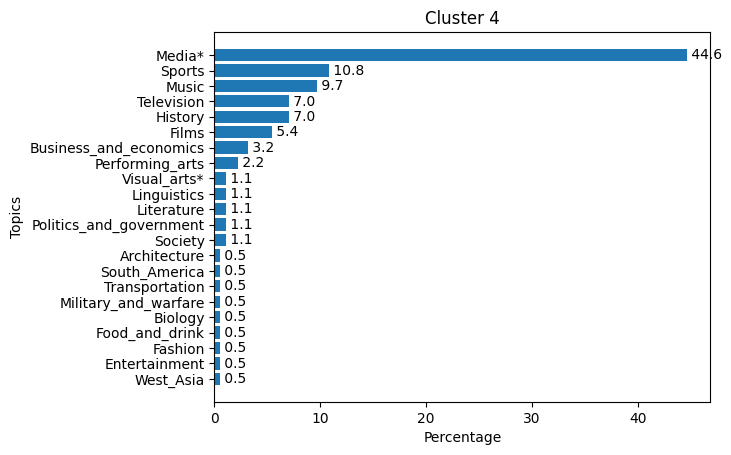 Cluster 4
Media* 44.6
Sports 10.8
Music 9.7
Television 7.0
History 7.0
Films 5.4
Business_and_economics 3.2
Performing_arts 2.2
Visual_arts* 1.1
Linguistics 1.1
Literature 1.1
Politics_and_government 1.1
Society 1.1
Architecture 0.5
South_America 0.5
Transportation 0.5
Military_and_warfare 0.5
Biology 0.5
Food_and_drink 0.5
Fashion 0.5
Entertainment 0.5
West_Asia 0.5
Topics
0 10 20 30 40
Percentage